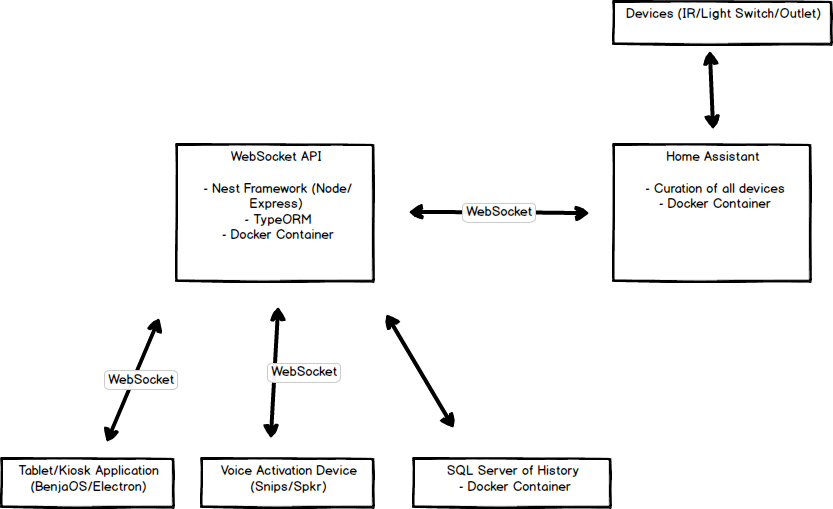 Devices (IR/Light Switch/Outlet)
WebSocket API
- Nest Framework (Node/
Express)
- TypeORM
- Docker Container
WebSocket
Home Assistant
- Curation of all devices
- Docker Container
WebSocket
WebSocket
Tablet/Kiosk Application
(BenjaOS/Electron)
Voice Activation Device
(Snips/Spkr)
SQL Server of History
- Docker Container